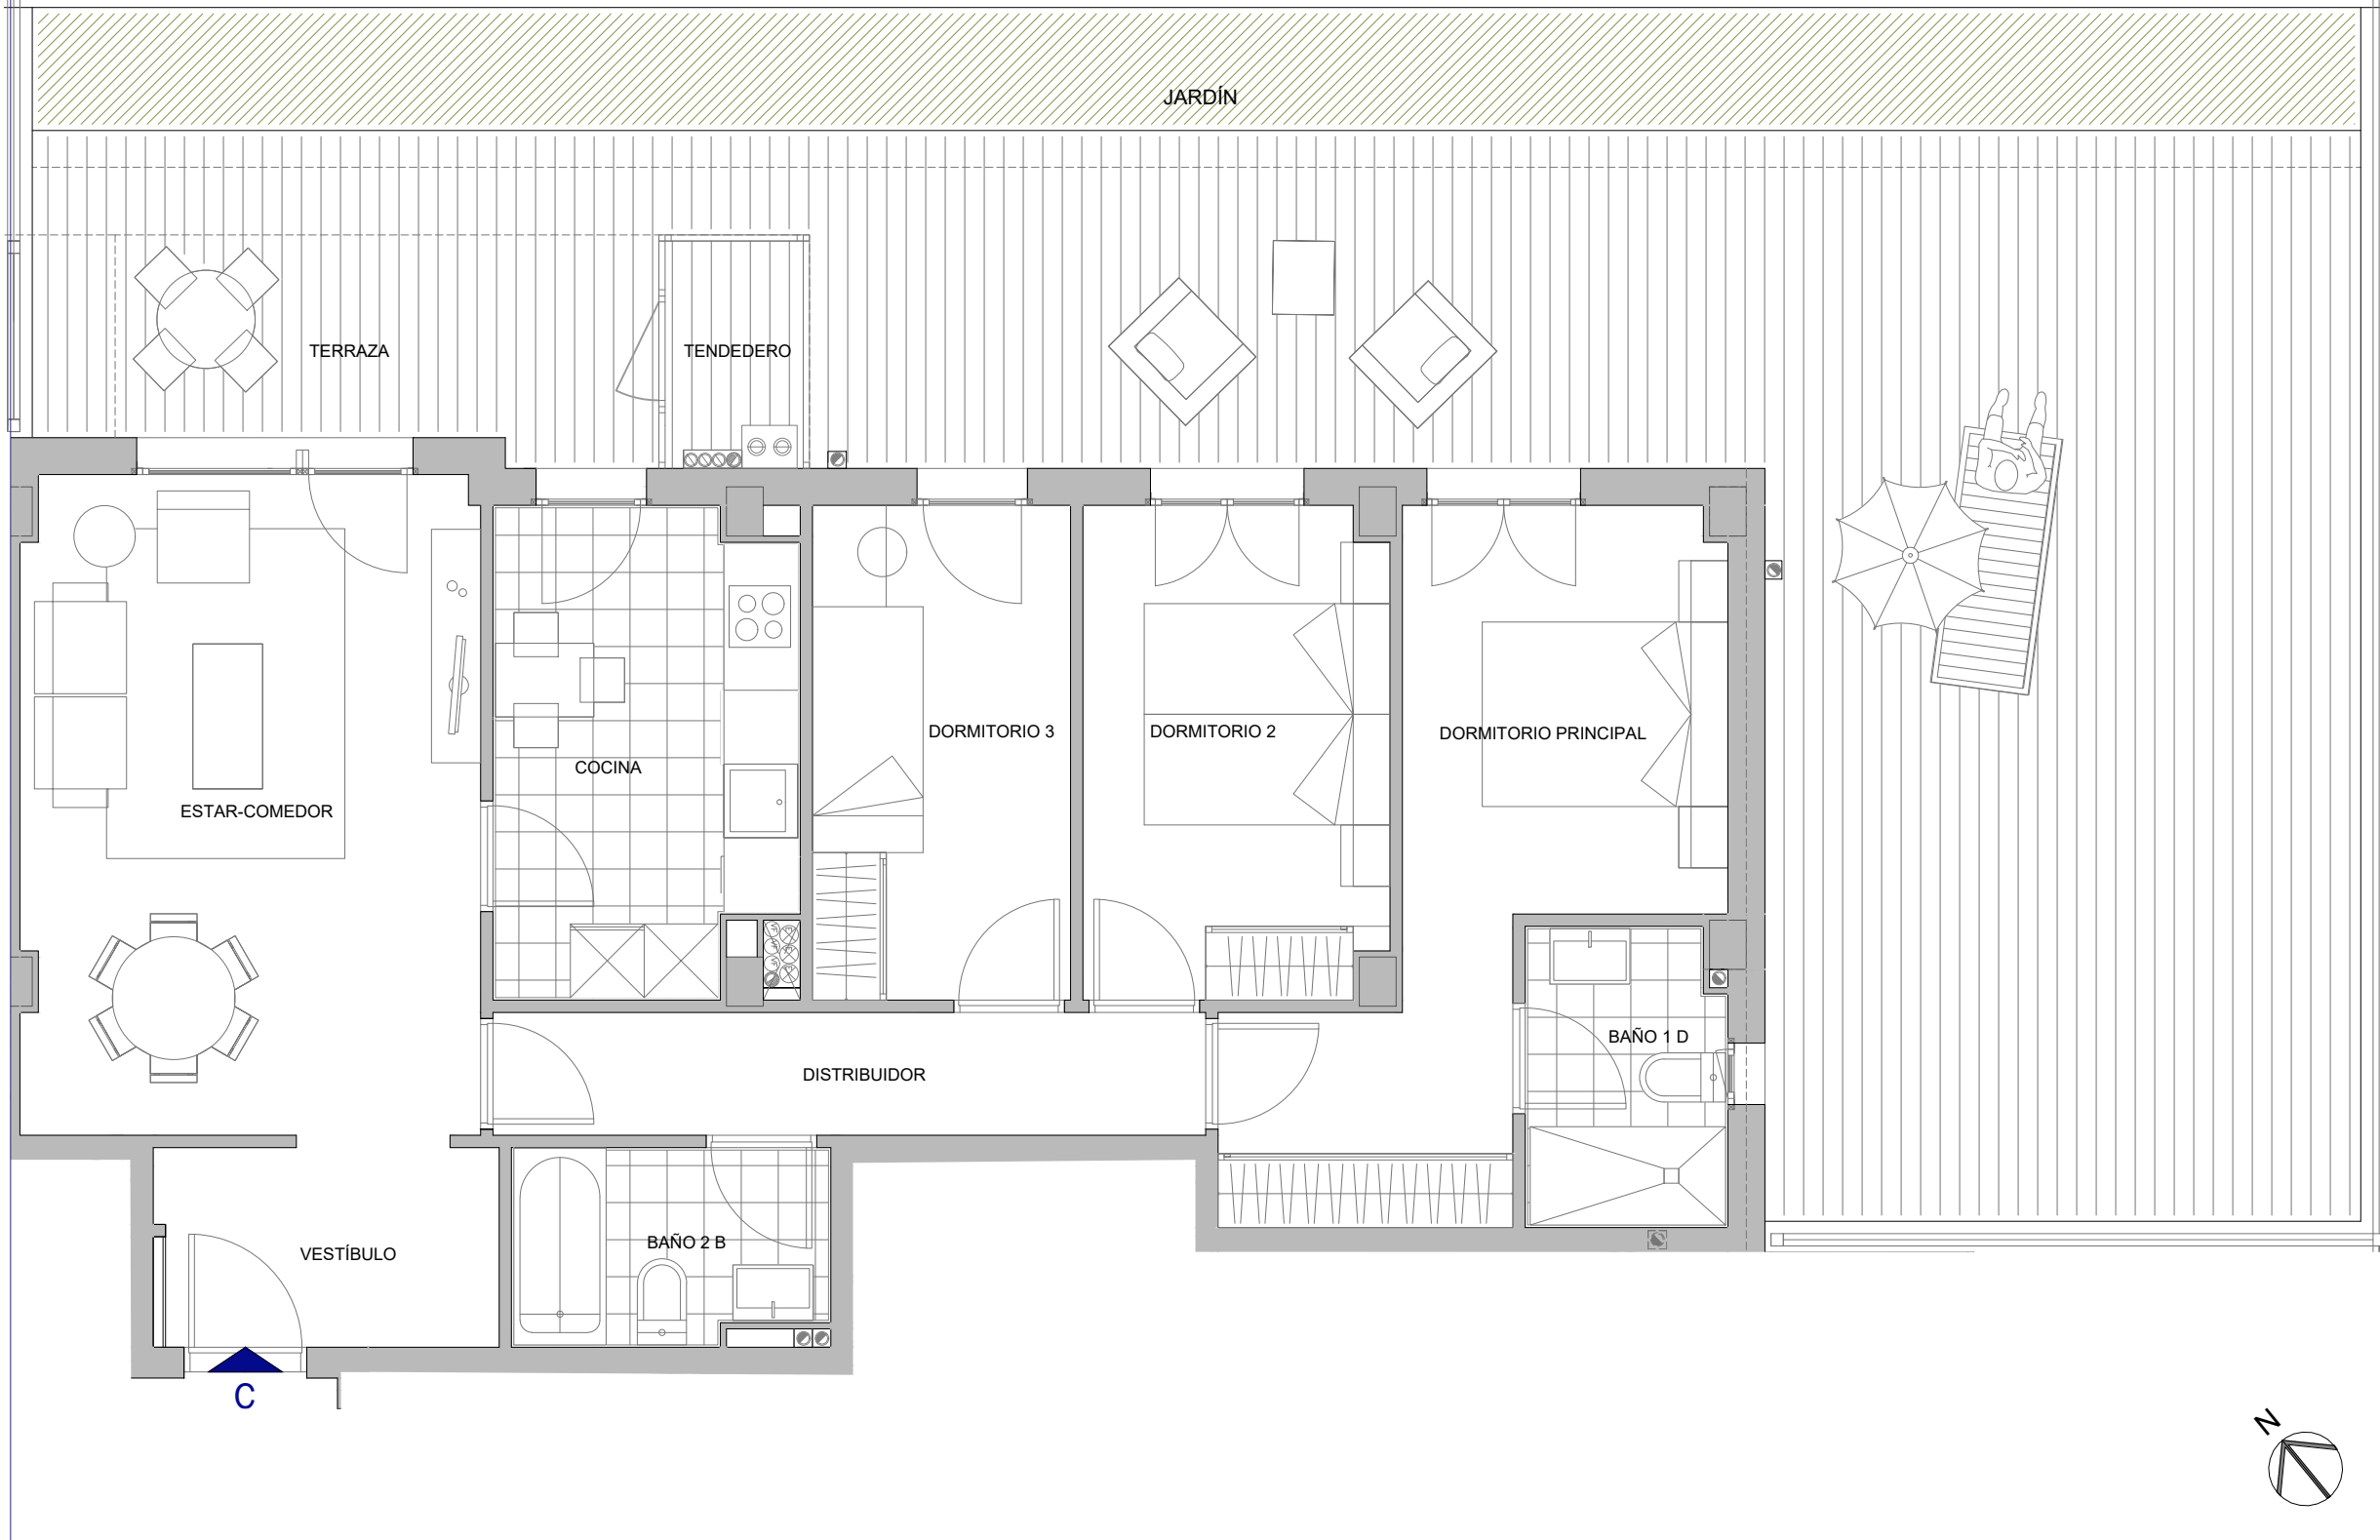 JARDÍN
TERRAZA
TENDEDERO
DORMITORIO 3
DORMITORIO 2
DORMITORIO PRINCIPAL
COCINA
ESTAR-COMEDOR
BAÑO 1 D
DISTRIBUIDOR
BAÑO 2 B
VESTÍBULO
C
N